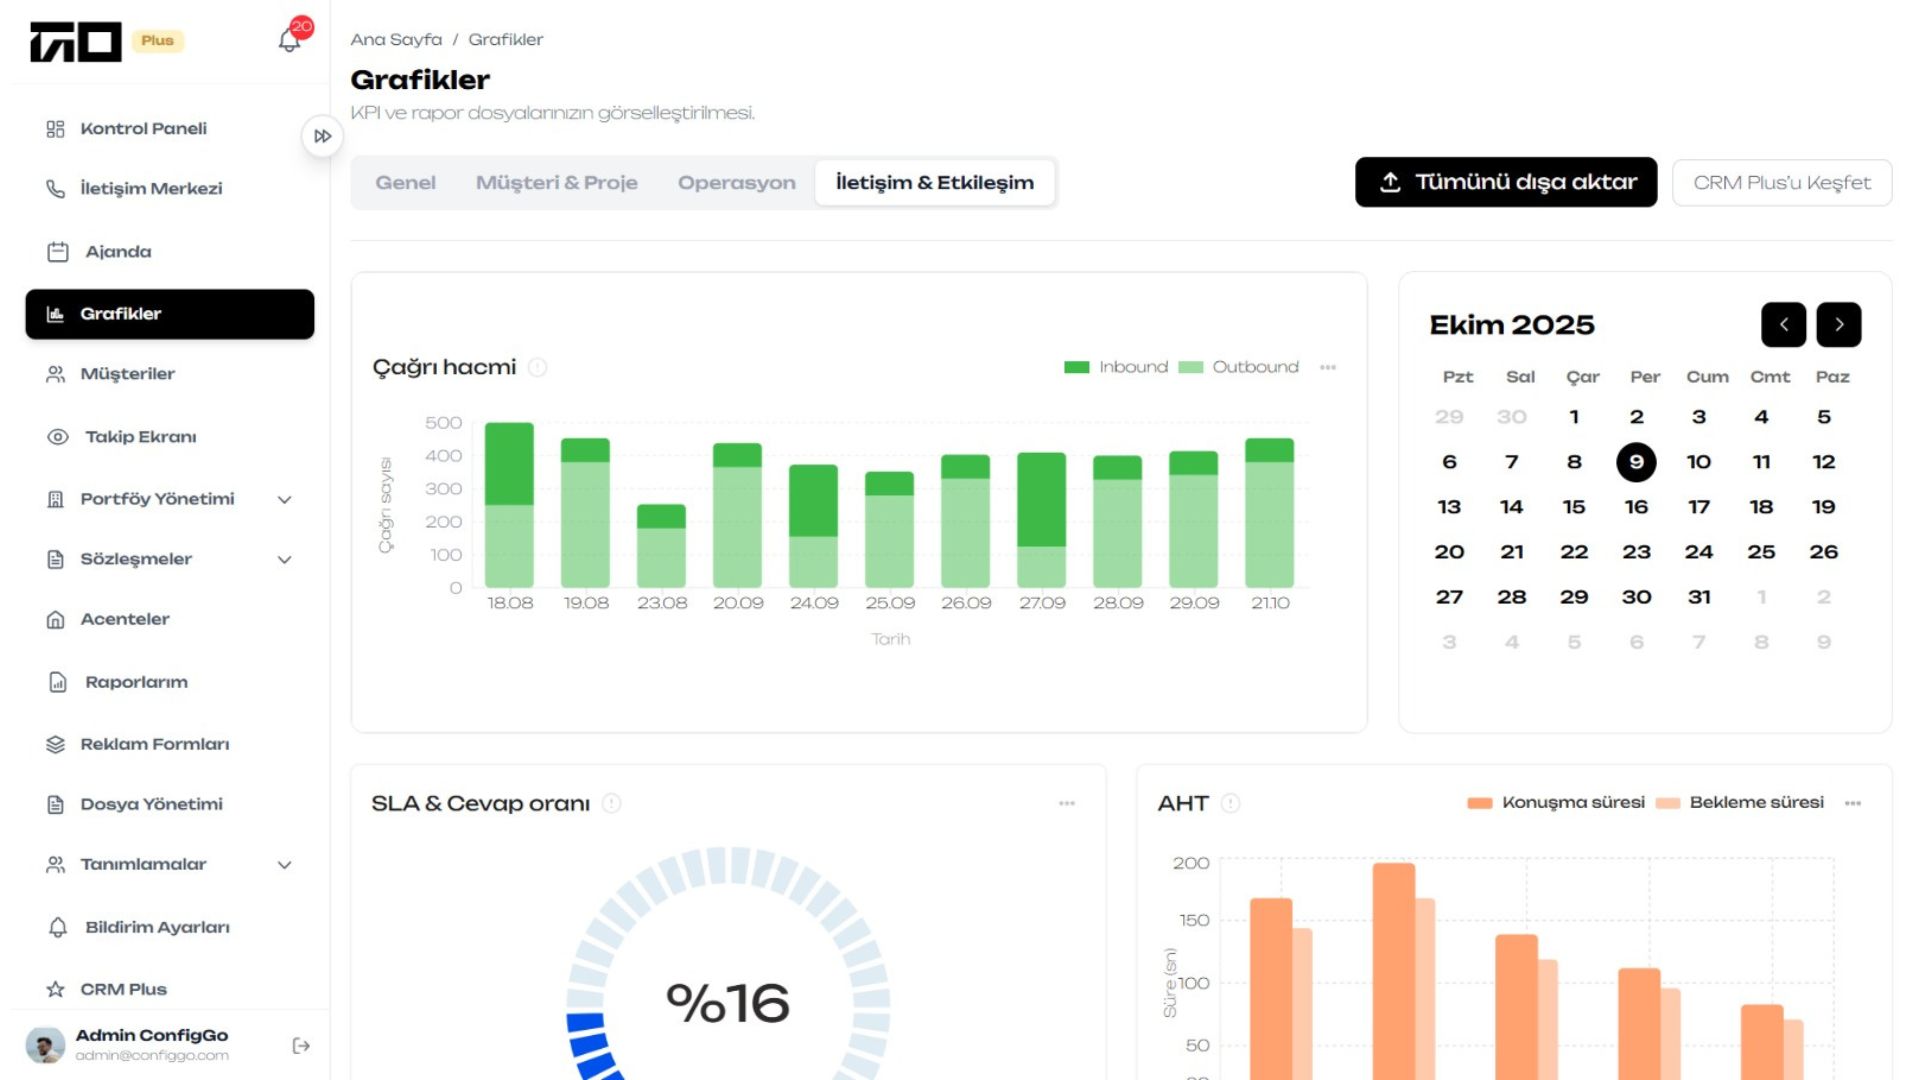 GO
Plus
20
Kontrol Paneli
İletişim Merkezi
Ajanda
Grafikler
Müşteriler
Takip Ekranı
Portföy Yönetimi
Sözleşmeler
Acenteler
Raporlarım
Reklam Formları
Dosya Yönetimi
Tanımlamalar
Bildirim Ayarları
CRM Plus
Admin ConfigGo
admin@configgo.com
Ana Sayfa / Grafikler
Grafikler
KPI ve rapor dosyalarınızın görselleştirilmesi.
Genel Müşteri & Proje Operasyon İletişim & Etkileşim
Tümünü dışa aktar
CRM Plus'u Keşfet
Çağrı hacmi
Inbound Outbound
Çağrı sayısı
500
400
300
200
100
0
18.08 19.08 23.08 20.09 24.09 25.09 26.09 27.09 28.09 29.09 21.10
Tarih
Ekim 2025
Pzt Sal Çar Per Cum Cmt Paz
29 30 1 2 3 4 5
6 7 8 9 10 11 12
13 14 15 16 17 18 19
20 21 22 23 24 25 26
27 28 29 30 31 1 2
3 4 5 6 7 8 9
SLA & Cevap oranı
%16
AHT
Konuşma süresi Bekleme süresi
Süre (sn)
200
150
100
50